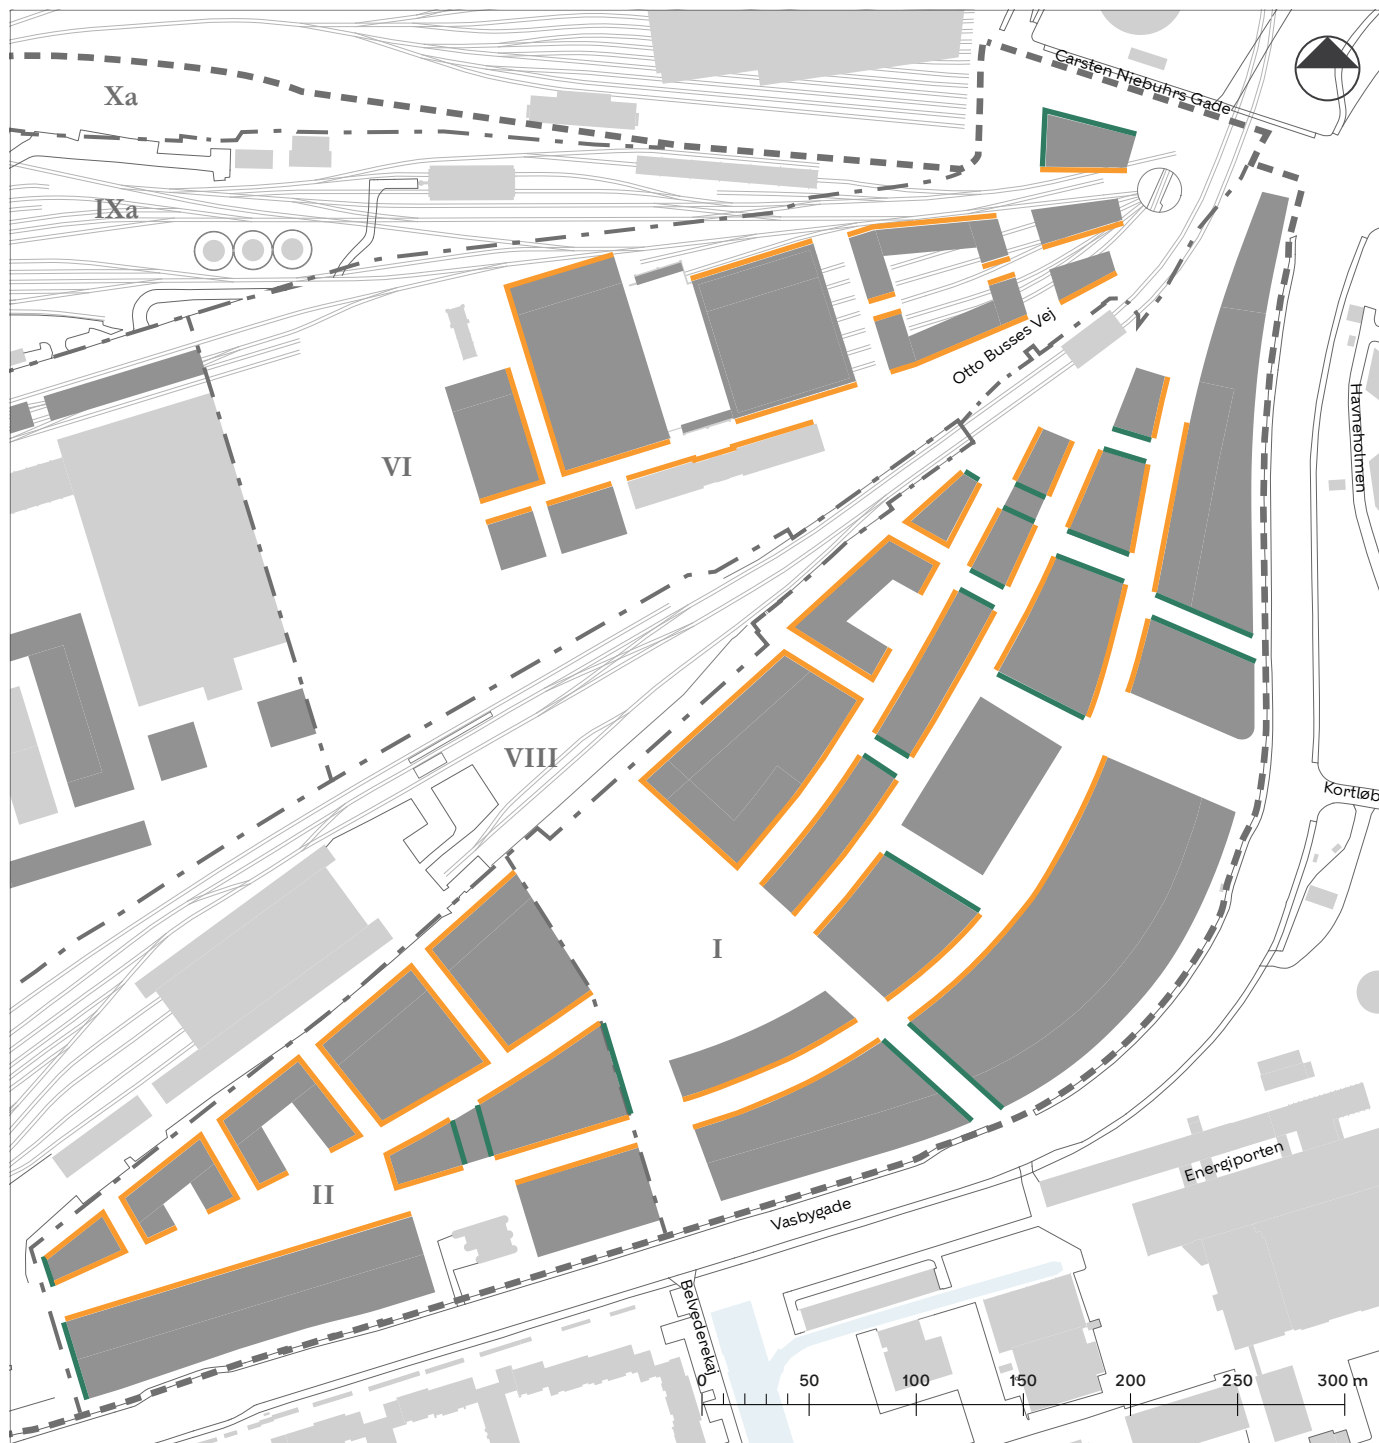 Carsten Niebuhrs Gade
Xa
IXa
Otto Busses Vej
Havneholmen
VI
VIII
Kortløb
I
II
Energiporten
Vasbygade
Belvederekaj
0 50 100 150 200 250 300 m